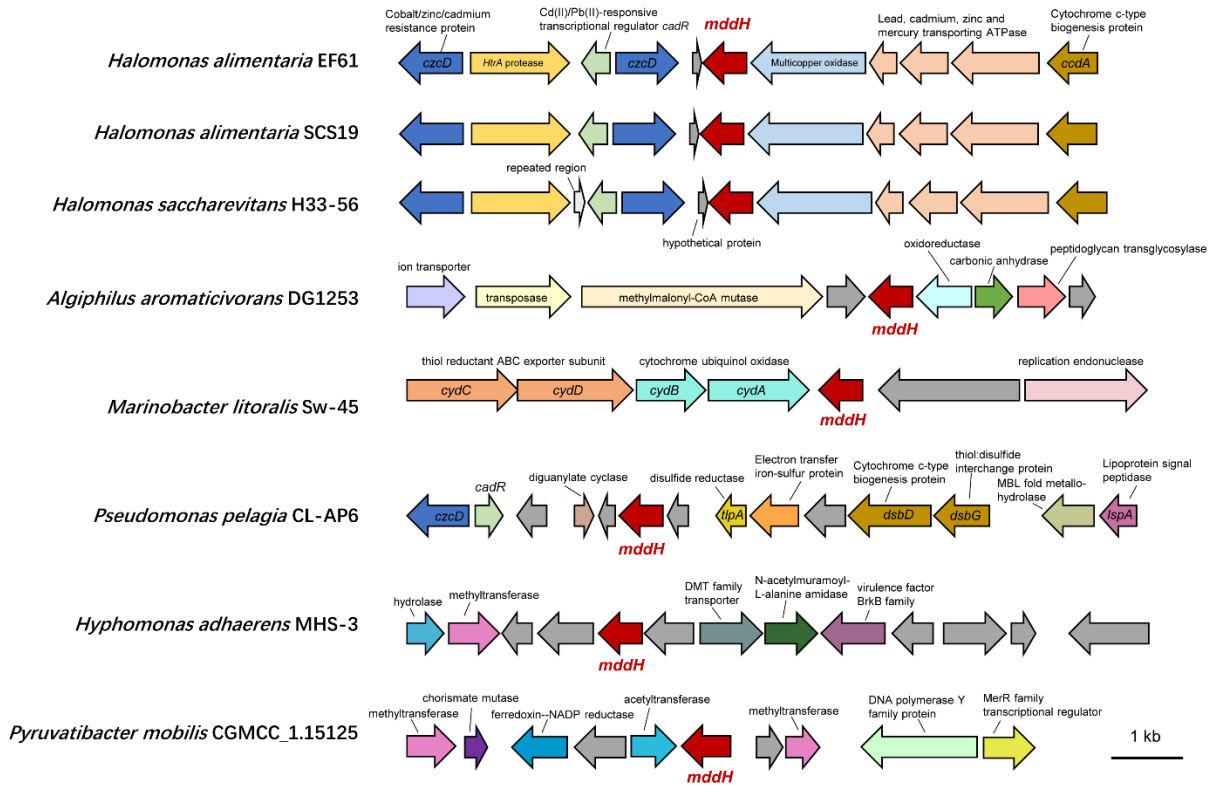 Cobalt/zinc/cadmium
resistance protein
Cd(II)/Pb(II)-responsive
transcriptional regulator cadR
mddH
Lead, cadmium, zinc and
mercury transporting ATPase
Cytochrome c-type
biogenesis protein
Halomonas alimentaria EF61
czcD
HtrA protease
czcD
Multicopper oxidase
ccdA
Halomonas alimentaria SCS19
repeated region
Halomonas saccharevitans H33-56
hypothetical protein
oxidoreductase
carbonic anhydrase
peptidoglycan transglycosylase
ion transporter
Algiphilus aromaticivorans DG1253
transposase
methylmalonyl-CoA mutase
mddH
thiol reductant ABC exporter subunit
cytochrome ubiquinol oxidase
replication endonuclease
cydC
cydD
cydB
cydA
Marinobacter litoralis Sw-45
mddH
cadR
diguanylate cyclase
disulfide reductase
Electron transfer
iron-sulfur protein
Cytochrome c-type
biogenesis protein
thiol:disulfide
interchange protein
MBL fold metallo-
hydrolase
Lipoprotein signal
peptidase
Pseudomonas pelagia CL-AP6
czcD
tlpA
dsbD
dsbG
lspA
mddH
hydrolase
methyltransferase
DMT family
transporter
N-acetylmuramoyl-
L-alanine amidase
virulence factor
BrkB family
Hyphomonas adhaerens MHS-3
mddH
methyltransferase
chorismate mutase
ferredoxin--NADP reductase
acetyltransferase
methyltransferase
DNA polymerase Y
family protein
MerR family
transcriptional regulator
Pyruvatibacter mobilis CGMCC_1.15125
mddH
1 kb